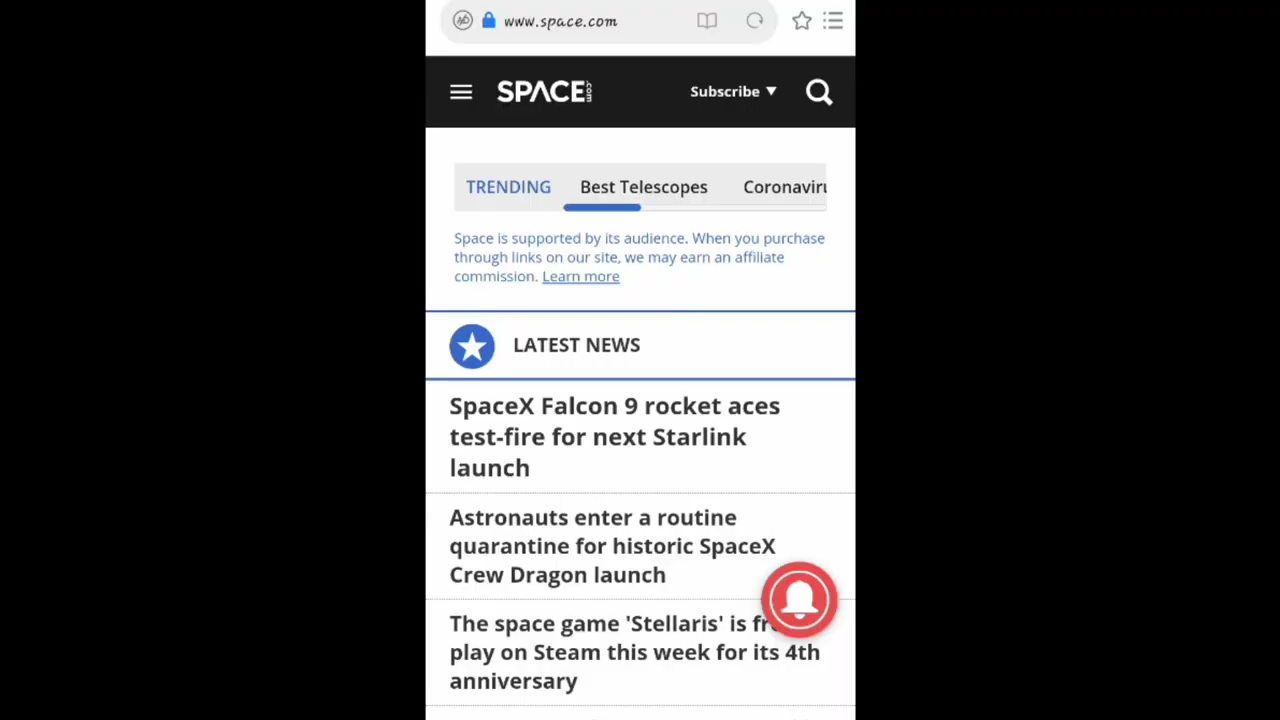 www.space.com
SPACE.com
Subscribe
TRENDING Best Telescopes Coronaviru
Space is supported by its audience. When you purchase
through links on our site, we may earn an affiliate
commission. Learn more
LATEST NEWS
SpaceX Falcon 9 rocket aces
test-fire for next Starlink
launch
Astronauts enter a routine
quarantine for historic SpaceX
Crew Dragon launch
The space game 'Stellaris' is
play on Steam this week for its 4th
anniversary